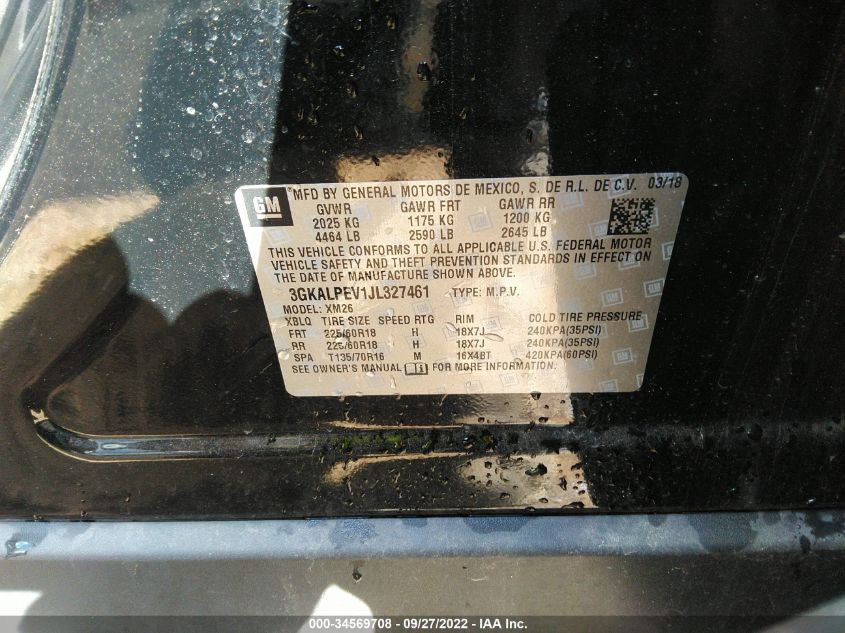 GM
*MFD BY GENERAL MOTORS DE MEXICO, S. DE R.L. DE C.V. 03/18
GVWR GAWR FRT GAWR RR
2025 KG 1175 KG 1200 KG
4464 LB 2590 LB 2645 LB
THIS VEHICLE CONFORMS TO ALL APPLICABLE U.S. FEDERAL MOTOR
VEHICLE SAFETY AND THEFT PREVENTION STANDARDS IN EFFECT ON
THE DATE OF MANUFACTURE SHOWN ABOVE.
3GKALPEV1JL327461 TYPE: M.P.V.
MODEL: XM26
XBLQ TIRE SIZE SPEED RTG RIM COLD TIRE PRESSURE
FRT 225/60R18 H 18X7J 240KPA(35PSI)
RR 225/60R18 H 18X7J 240KPA(35PSI)
SPA T135/70R16 M 16X4BT 420KPA(60PSI)
SEE OWNER'S MANUAL FOR MORE INFORMATION.
000-34569708 - 09/27/2022 - IAA Inc.